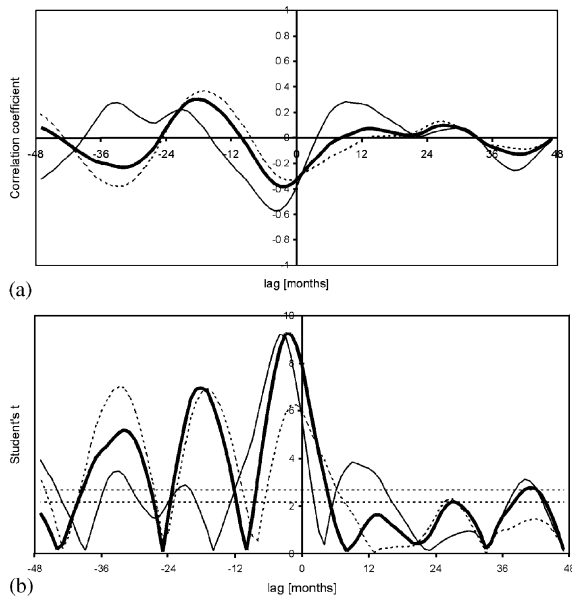 1
0.8
0.6
0.4
0.2
0
-48 -36 -24 -12 0 12 24 36 48
-0.2
-0.4
-0.6
-0.8
-1
Correlation coefficient
lag [months]
(a)
10
8
6
4
2
0
-48 -36 -24 -12 0 12 24 36 48
Student's t
lag [months]
(b)